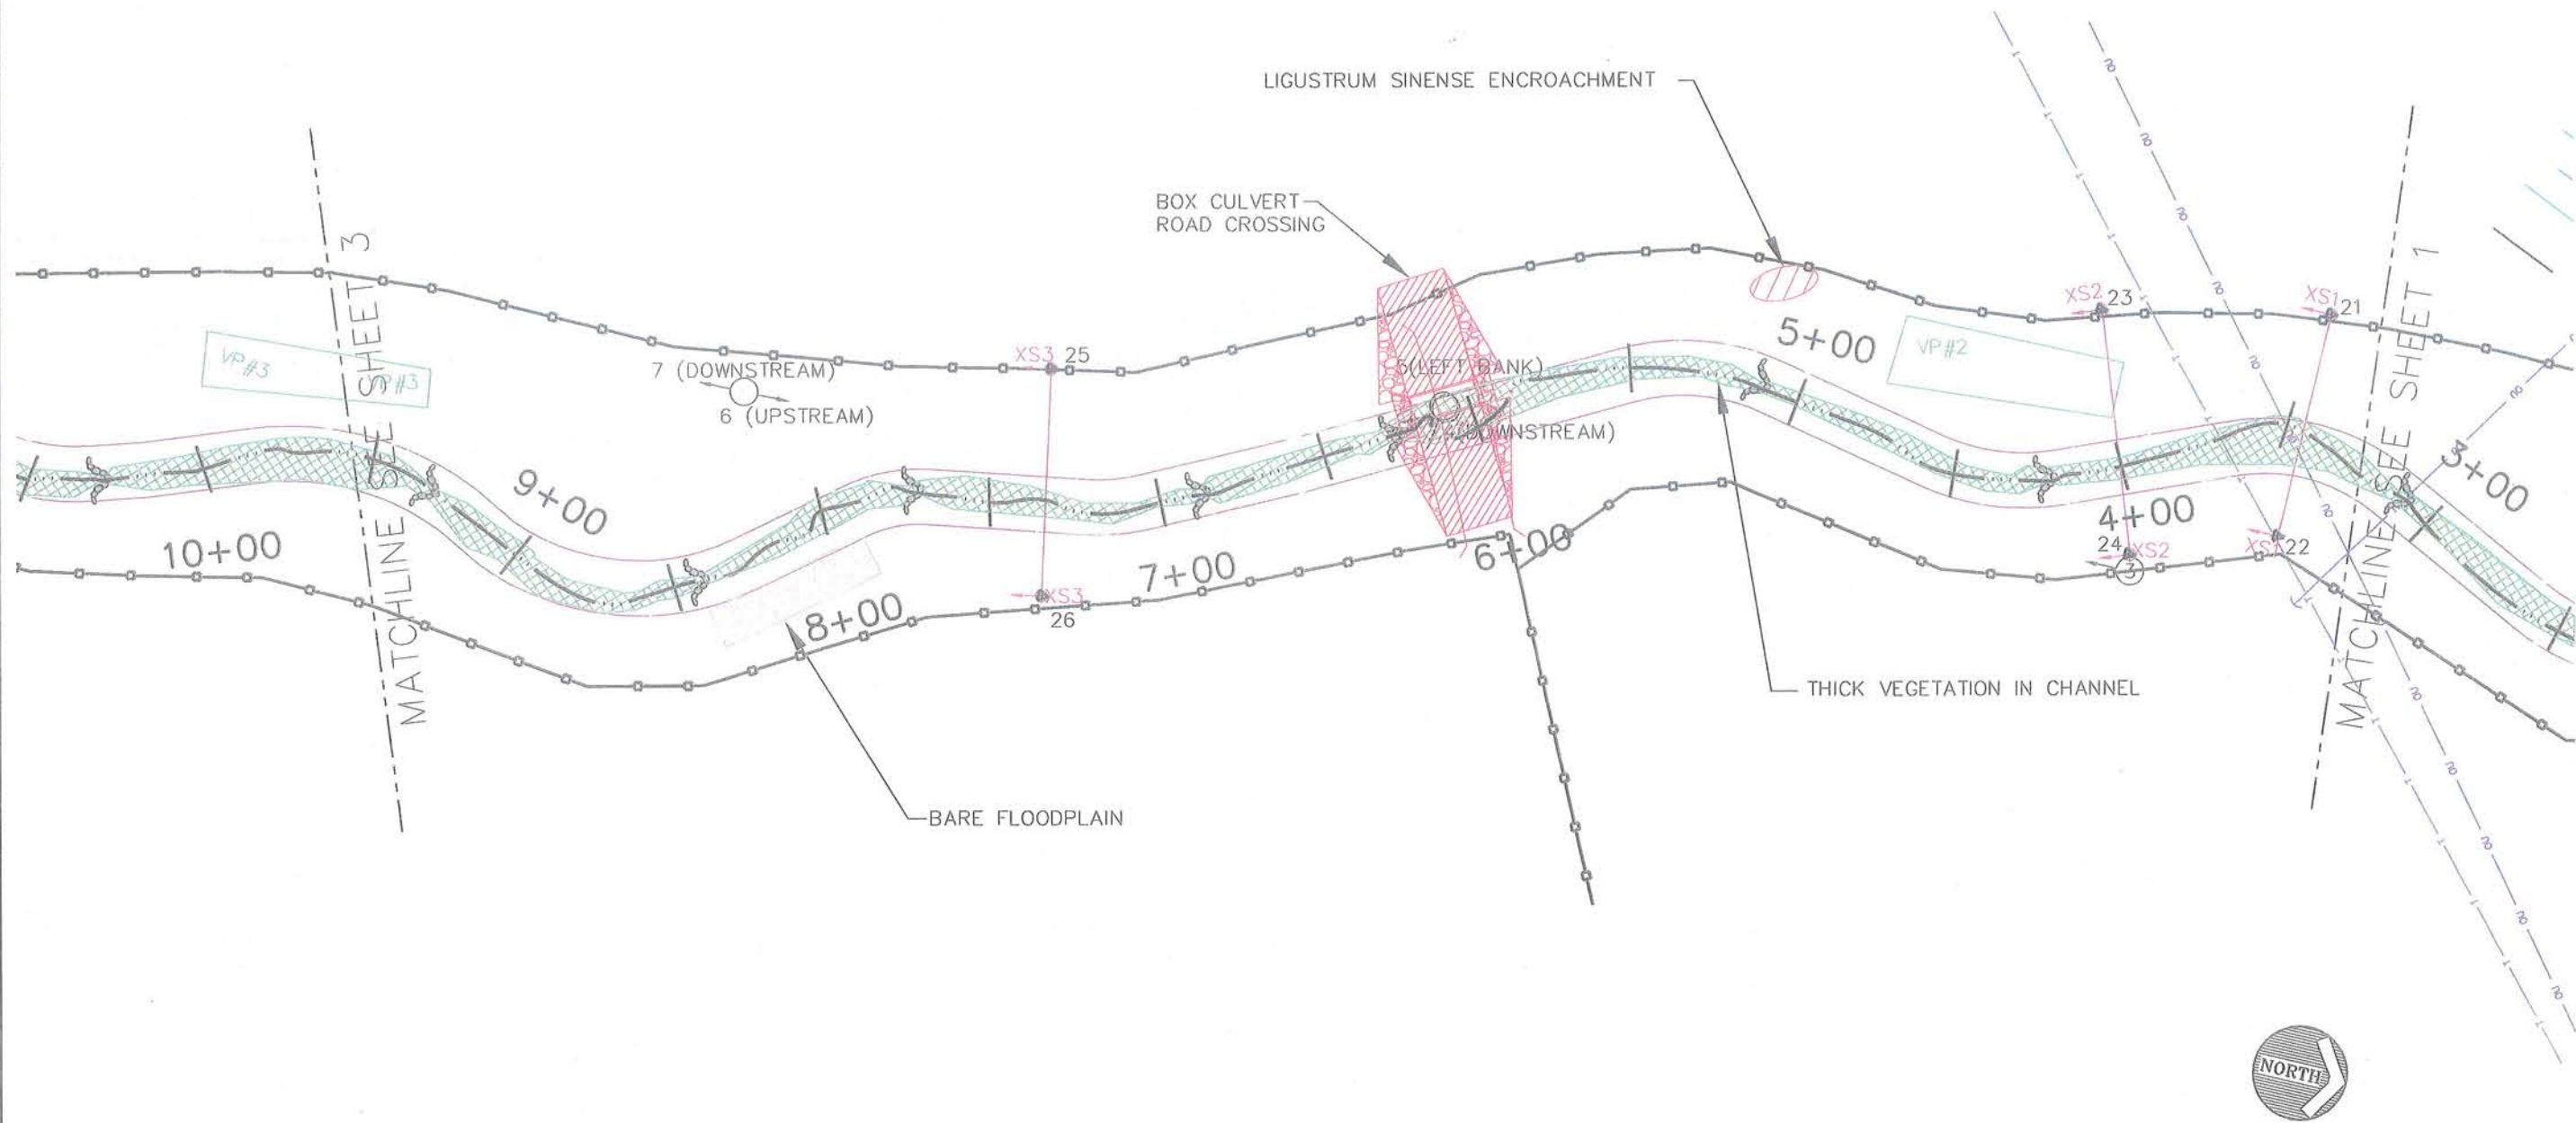 LIGUSTRUM SINENSE ENCROACHMENT
BOX CULVERT
ROAD CROSSING
MATCHLINE SEE SHEET 3
MATCHLINE SEE SHEET 1
VP#3
VP#3
7 (DOWNSTREAM)
6 (UPSTREAM)
XS3 25
5(LEFT BANK)
5+00
VP#2
XS2 23
XS1 21
3+00
9+00
10+00
8+00
7+00
6+00
4+00
XS3
26
24 XS2
3
22
THICK VEGETATION IN CHANNEL
BARE FLOODPLAIN
NORTH